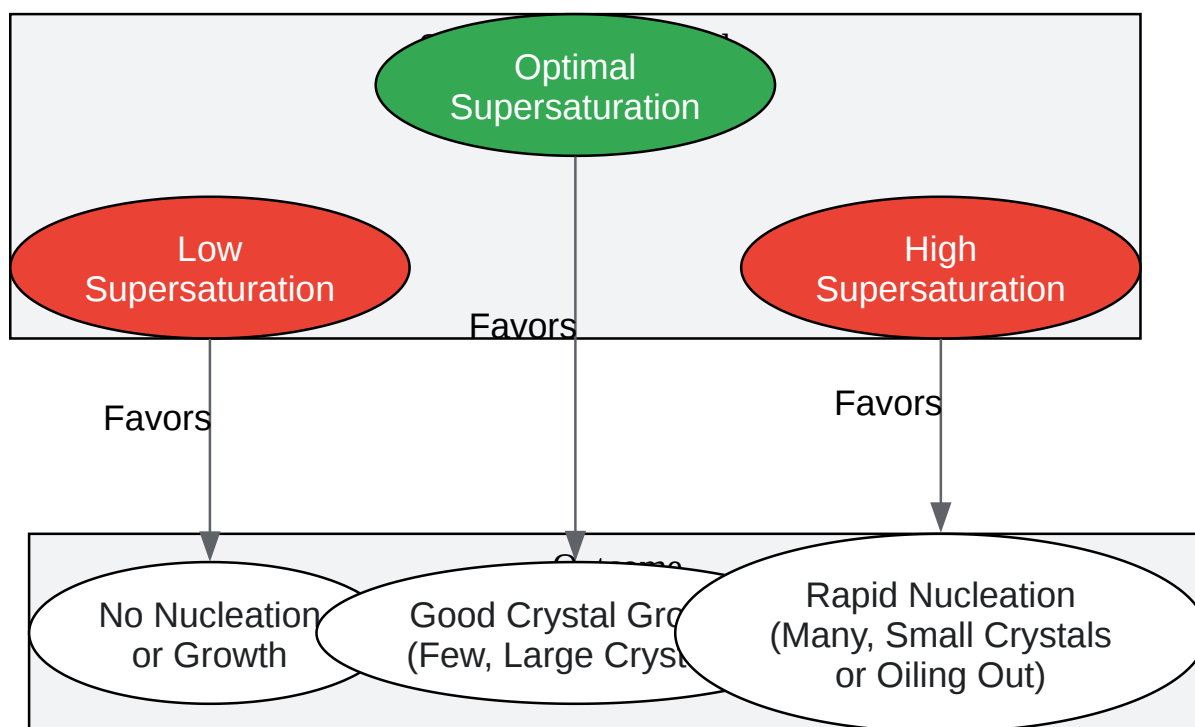 Optimal
Supersaturation
Low
Supersaturation
High
Supersaturation
Favors
Favors
Favors
Outcome
No Nucleation
or Growth
Good Crystal Gro
(Few, Large Cryst
Rapid Nucleation
(Many, Small Crystals
or Oiling Out)